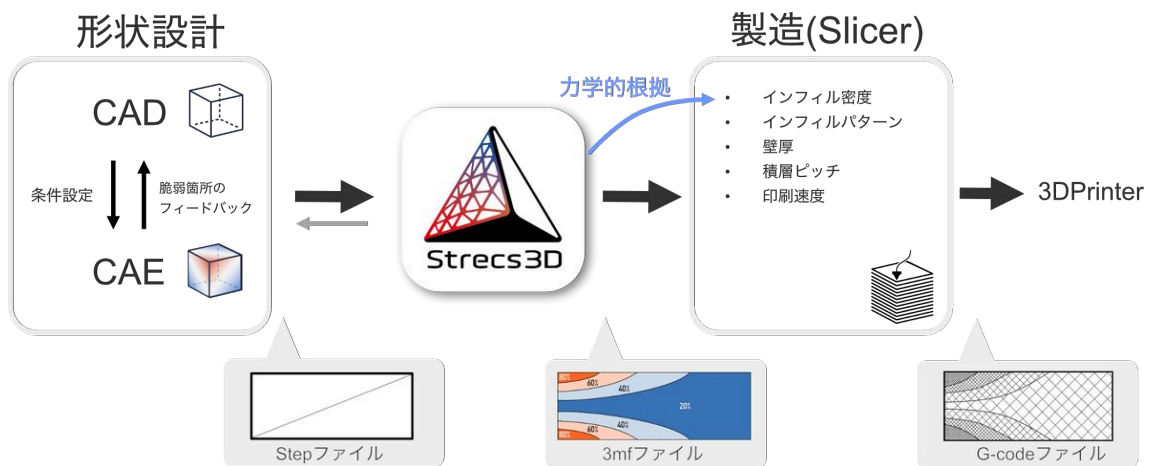 形状設計
CAD
条件設定
脆弱箇所の
フィードバック
CAE
Strecs3D
力学的根拠
製造(Slicer)
• インフィル密度
• インフィルパターン
• 壁厚
• 積層ピッチ
• 印刷速度
3DPrinter
Stepファイル
80%
60%
40%
20%
40%
60%
80%
3mfファイル
G-codeファイル